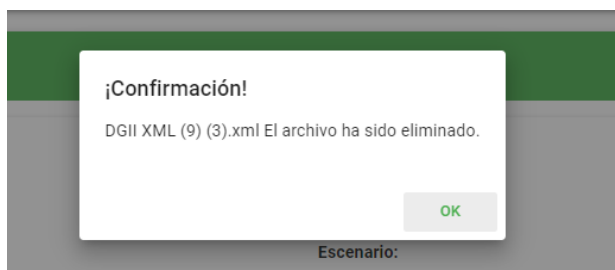 ¡Confirmación!
DGII XML (9) (3).xml El archivo ha sido eliminado.
OK
Escenario: